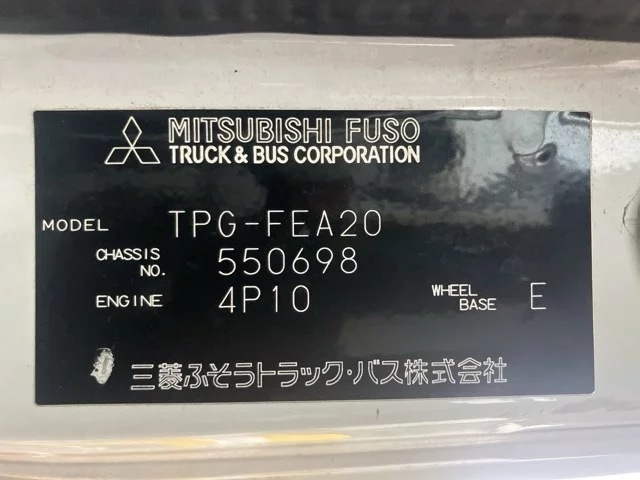 MITSUBISHI FUSO
TRUCK & BUS CORPORATION
MODEL TPG-FEA20
CHASSIS NO. 550698
ENGINE 4P10 WHEEL BASE E
三菱ふそうトラック・バス株式会社